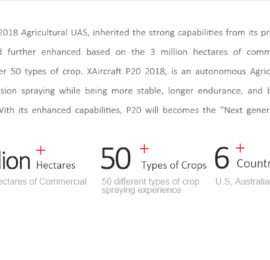 2018 Agricultural UAS, inherited the strong capabilities from its pr
d further enhanced based on the 3 million hectares of comm
er 50 types of crop. XAircraft P20 2018, is an autonomous Agric
sion spraying while being more stable, longer endurance, and b
With its enhanced capabilities, P20 will becomes the "Next gener
lion + Hectares 50 + Types of Crops 6 + Countr
ectares of Commercial 50 different types of crop U.S, Australia
spraying experience